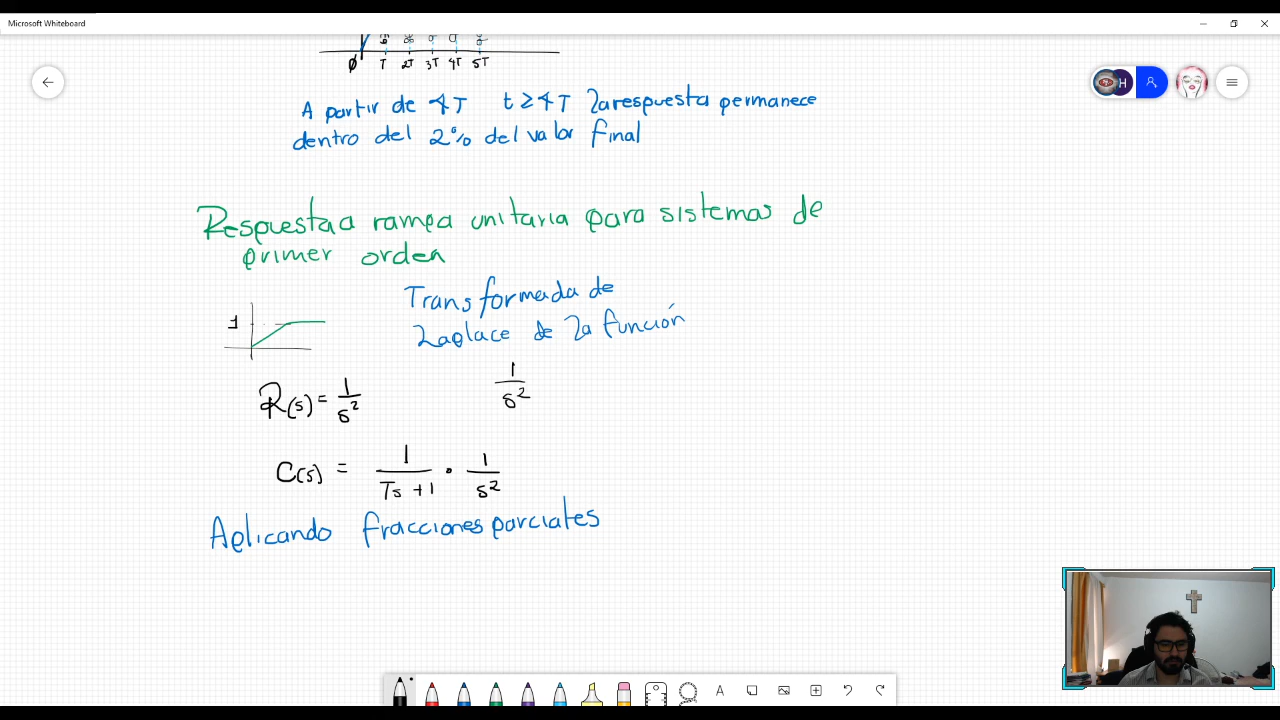 Microsoft Whiteboard
0 T 2T 3T 4T 5T
H
A partir de 4T t ≥ 4T La respuesta permanece
dentro del 2% del valor final
Respuesta a rampa unitaria para sistemas de
primer orden
Transformada de
Laplace de la función
1
R(s) = 1/s²
1/s²
C(s) = 1/(Ts + 1) · 1/s²
Aplicando fracciones parciales
A